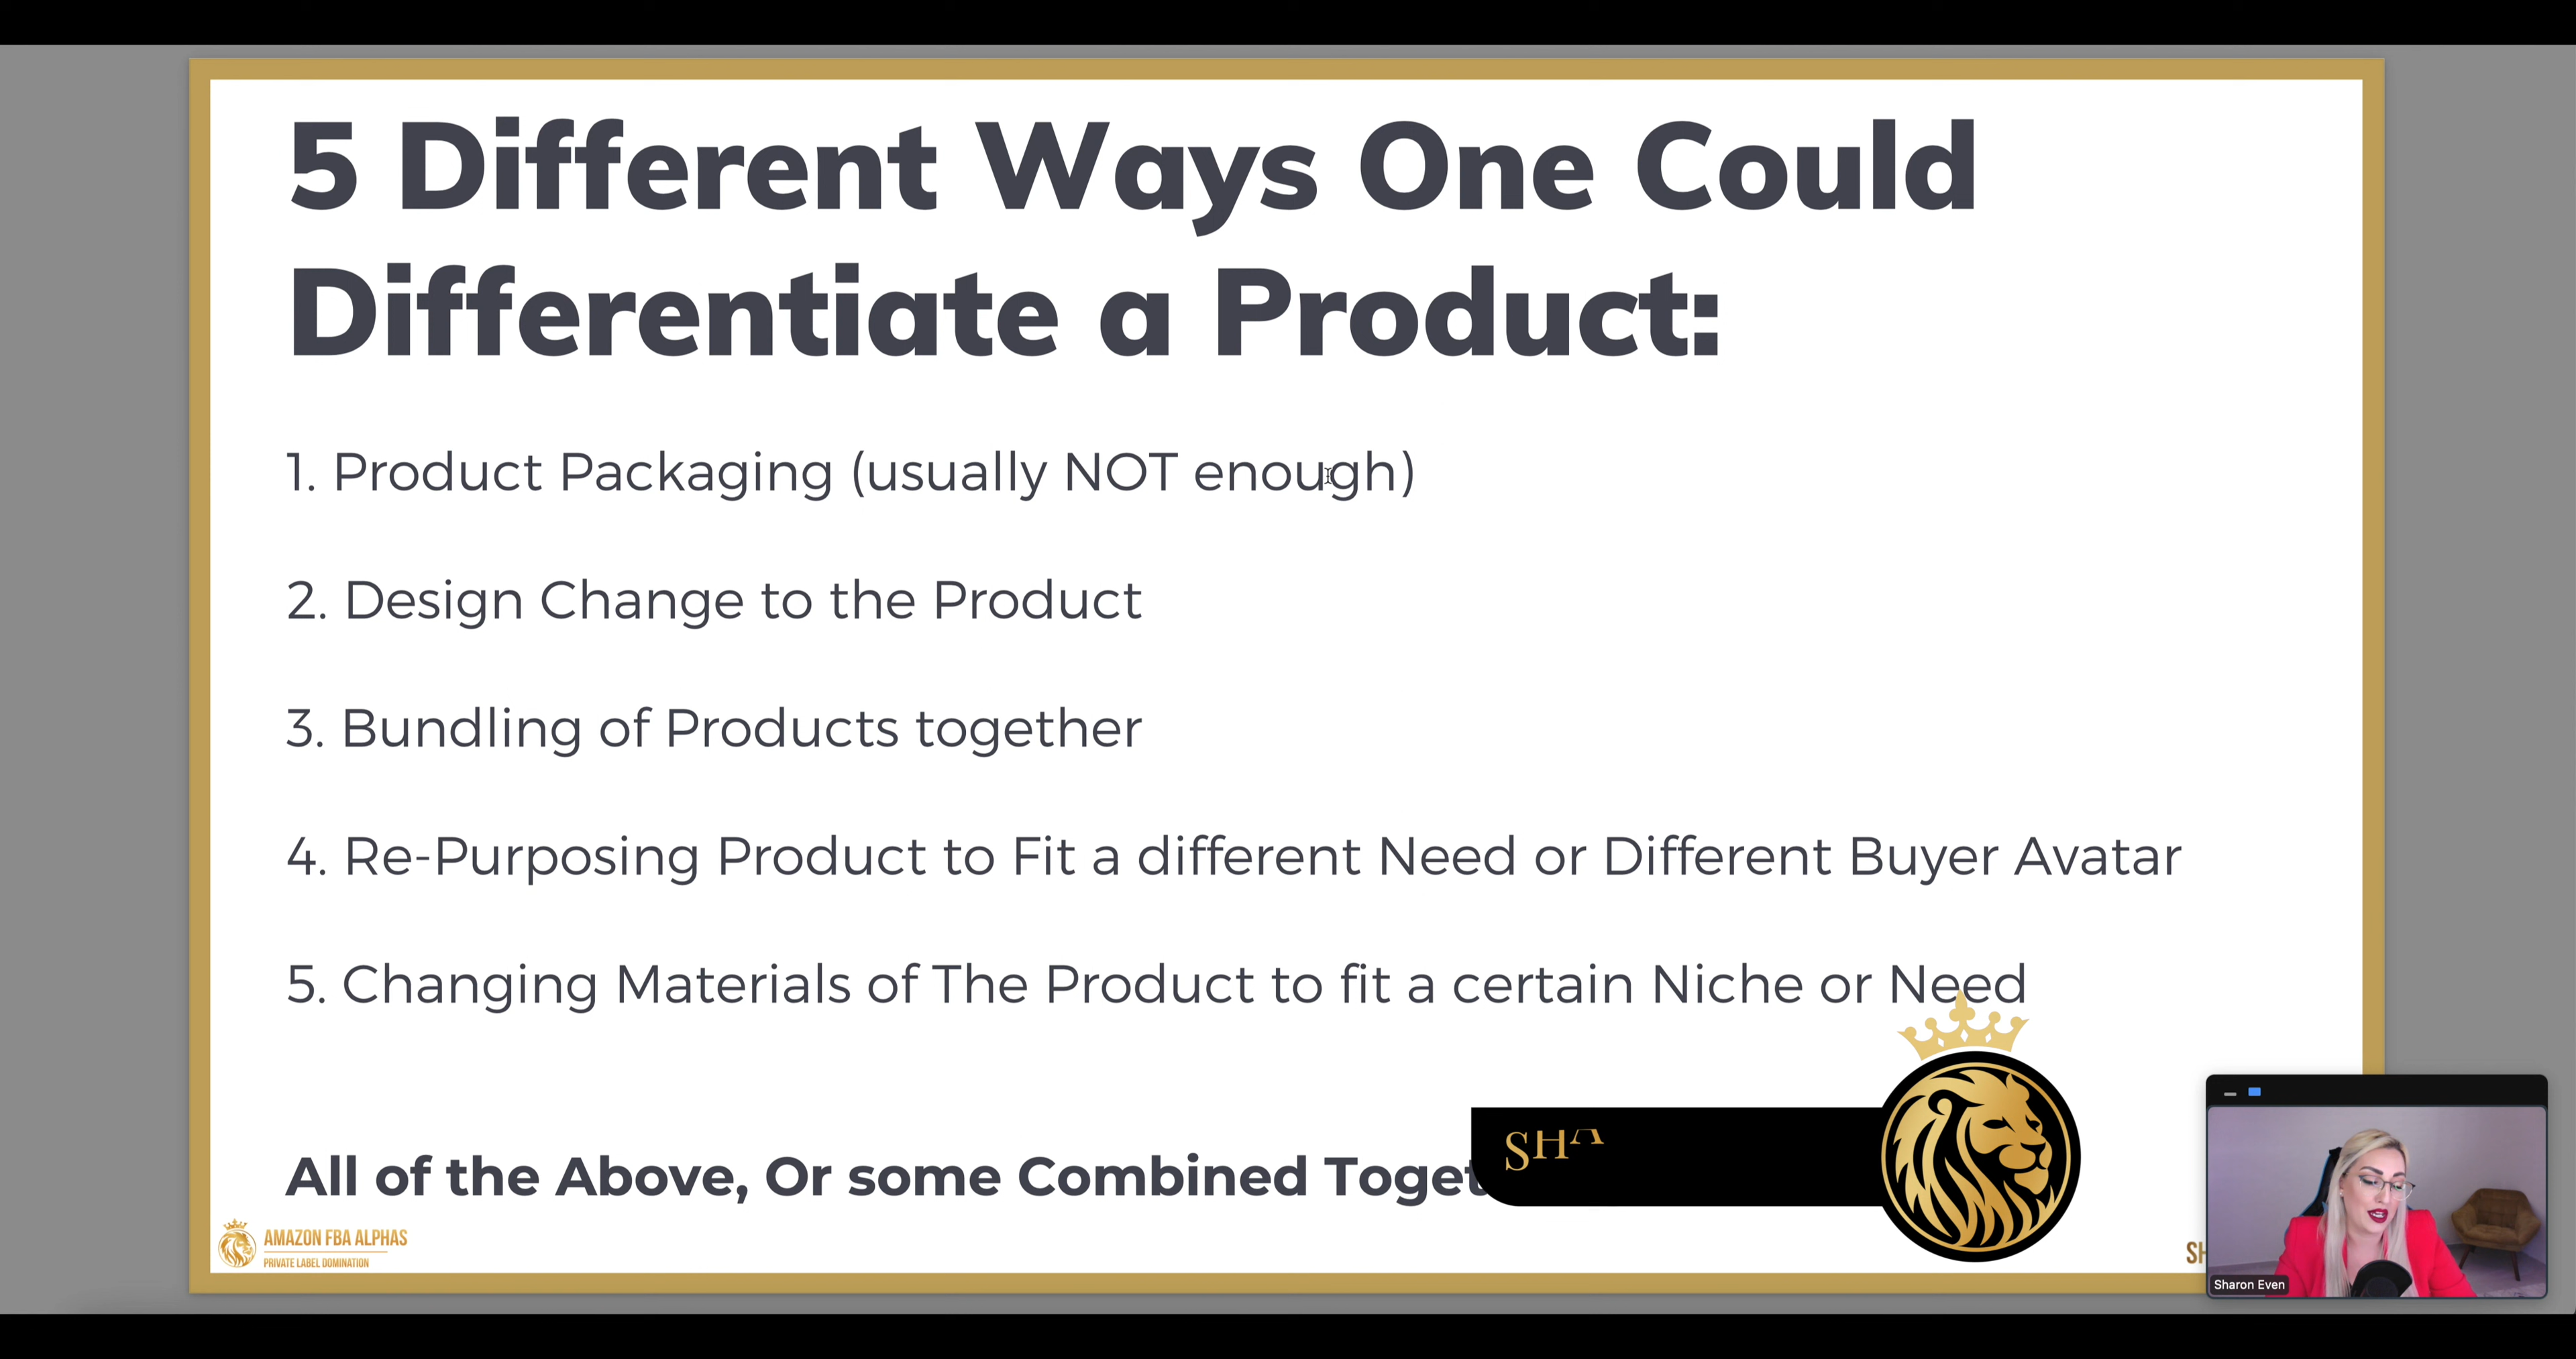 5 Different Ways One Could
Differentiate a Product:
1. Product Packaging (usually NOT enough)
2. Design Change to the Product
3. Bundling of Products together
4. Re-Purposing Product to Fit a different Need or Different Buyer Avatar
5. Changing Materials of The Product to fit a certain Niche or Need
All of the Above, Or some Combined
AMAZON FBA ALPHAS
PRIVATE LABEL DOMINATION
Sharon Even